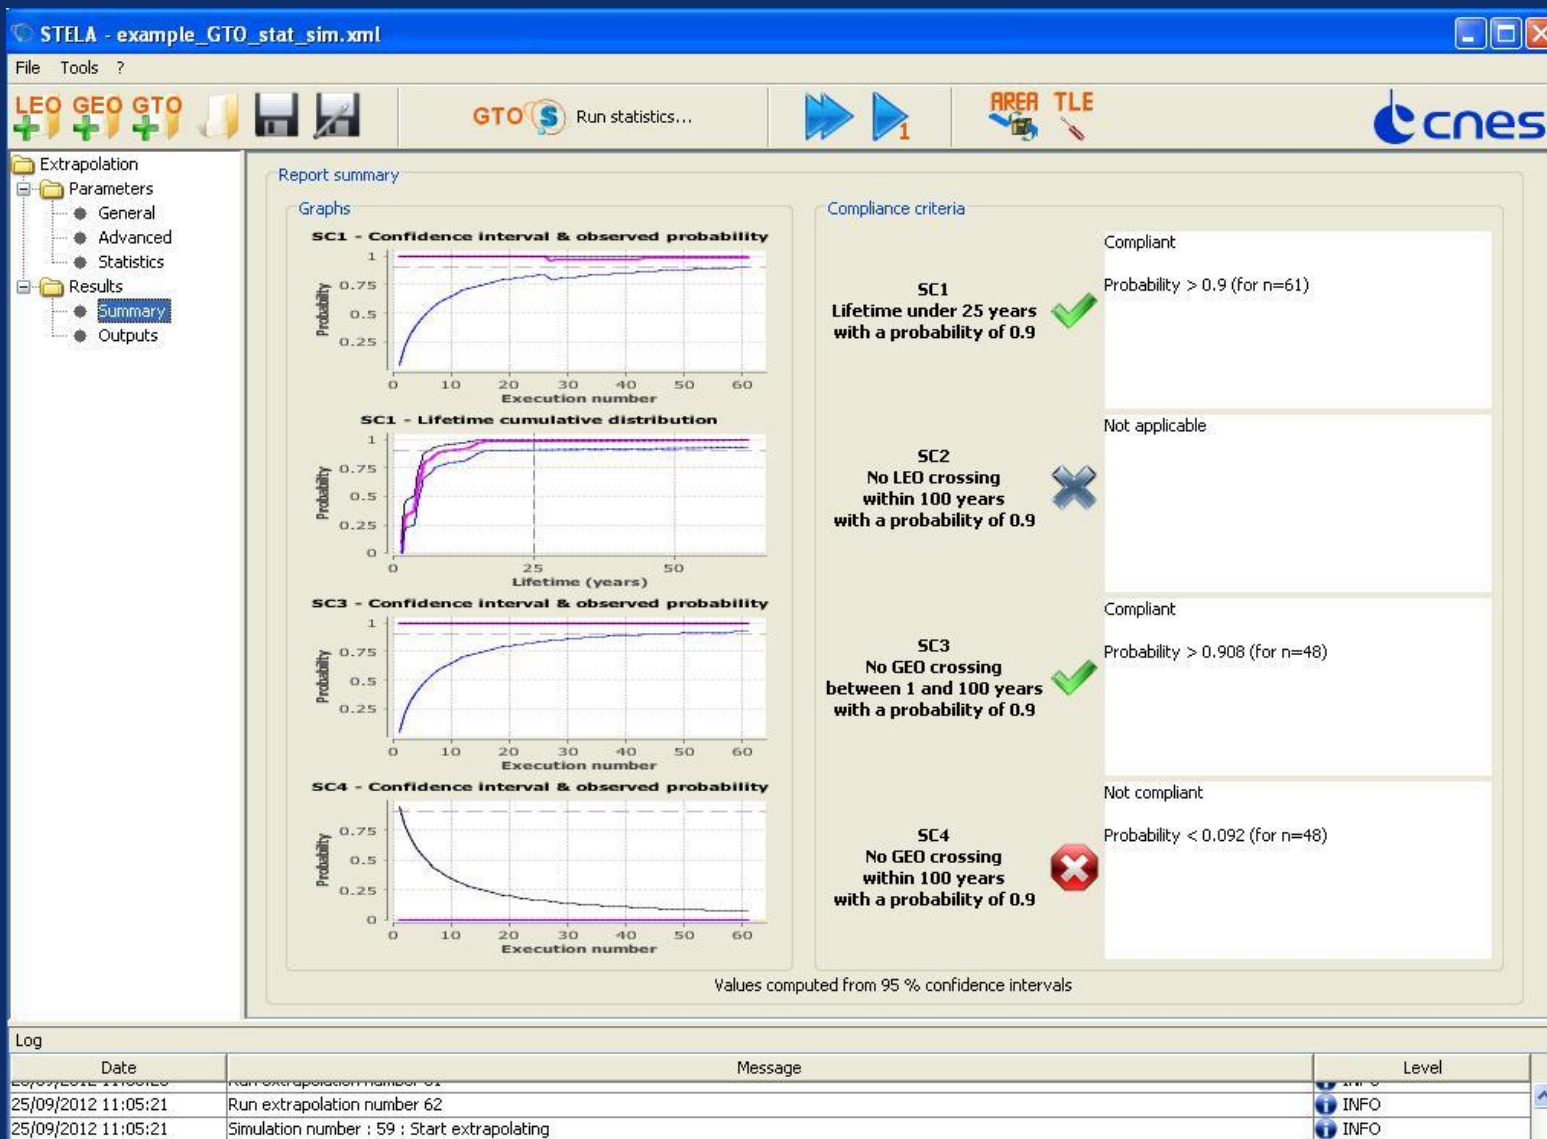 STELA - example_GTO_stat_sim.xml
File Tools ?
LEO GEO GTO
GTO S Run statistics...
1
AREA TLE
cnes
Extrapolation
Parameters
General
Advanced
Statistics
Results
Summary
Outputs
Report summary
Graphs
SC1 - Confidence interval & observed probability
Probability
1
0.75
0.5
0.25
0 10 20 30 40 50 60
Execution number
SC1 - Lifetime cumulative distribution
Probability
1
0.75
0.5
0.25
0
0 25 50
Lifetime (years)
SC3 - Confidence interval & observed probability
Probability
1
0.75
0.5
0.25
0 10 20 30 40 50 60
Execution number
SC4 - Confidence interval & observed probability
Probability
0.75
0.5
0.25
0
0 10 20 30 40 50 60
Execution number
Compliance criteria
SC1
Lifetime under 25 years
with a probability of 0.9
Compliant
Probability > 0.9 (for n=61)
SC2
No LEO crossing
within 100 years
with a probability of 0.9
Not applicable
SC3
No GEO crossing
between 1 and 100 years
with a probability of 0.9
Compliant
Probability > 0.908 (for n=48)
SC4
No GEO crossing
within 100 years
with a probability of 0.9
Not compliant
Probability < 0.092 (for n=48)
Values computed from 95 % confidence intervals
Log
Date Message Level
Run extrapolation number 61
25/09/2012 11:05:21 Run extrapolation number 62 INFO
25/09/2012 11:05:21 Simulation number : 59 : Start extrapolating INFO